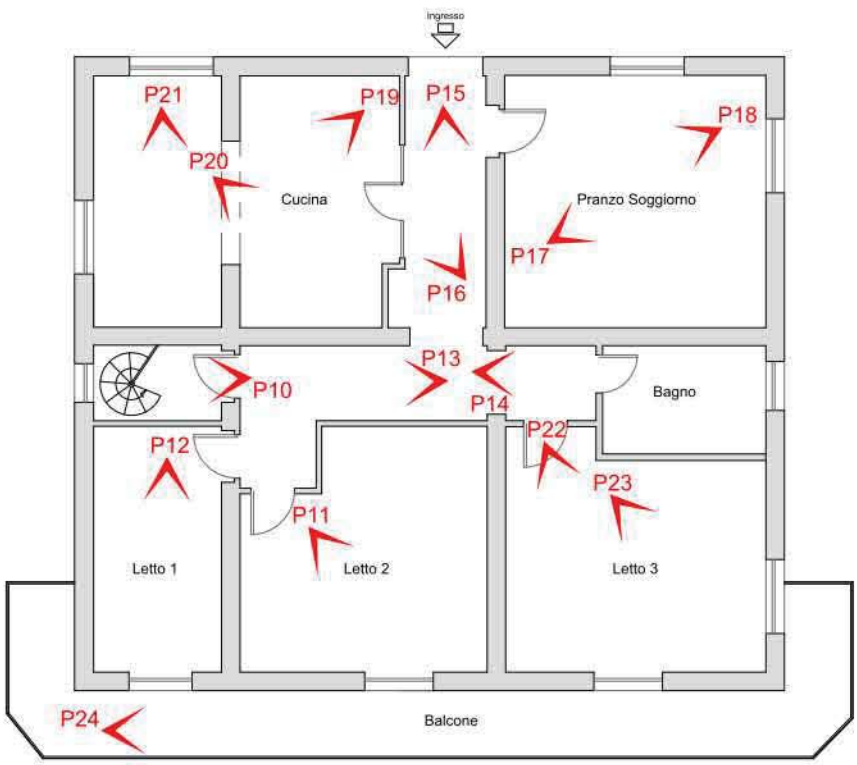 Ingresso
P21
P19
P15
P18
P20
Cucina
Pranzo Soggiorno
P17
P16
P13
P10
P14
Bagno
P12
P22
P23
P11
Letto 1
Letto 2
Letto 3
P24
Balcone